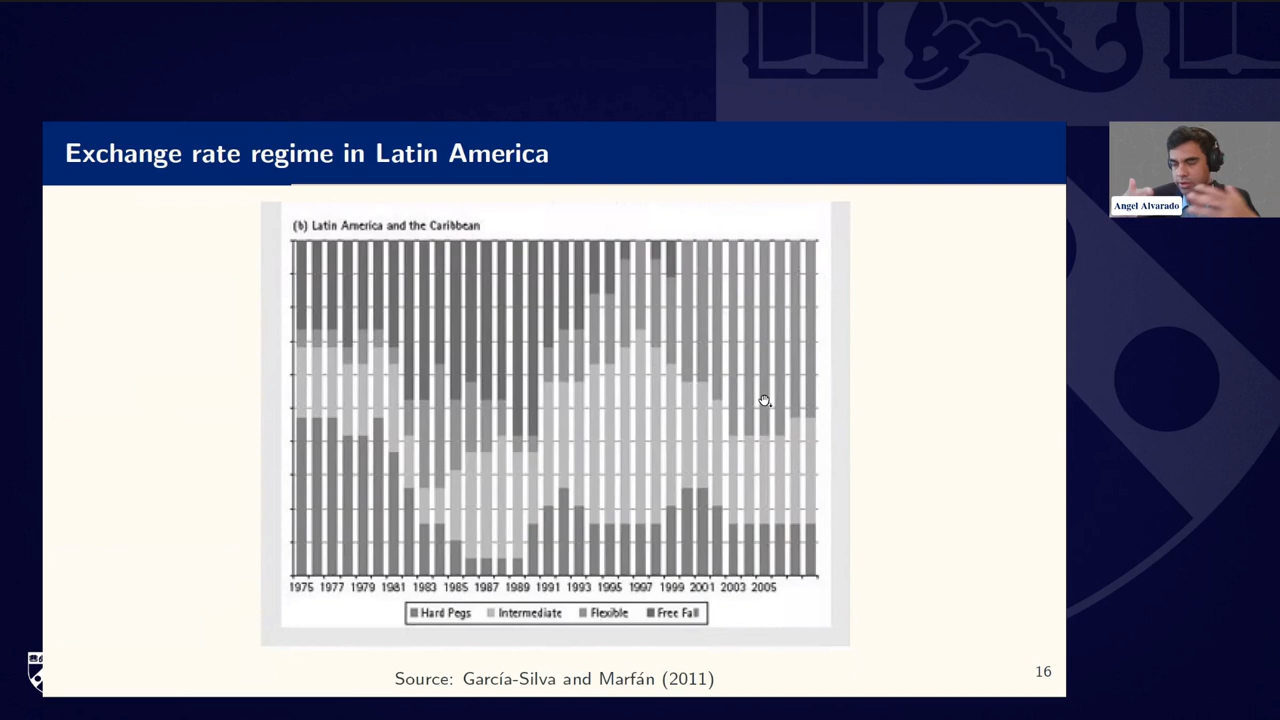 Exchange rate regime in Latin America
Angel Alvarado
(b) Latin America and the Caribbean
1975 1977 1979 1981 1983 1985 1987 1989 1991 1993 1995 1997 1999 2001 2003 2005
Hard Pegs Intermediate Flexible Free Fall
Source: García-Silva and Marfán (2011)
16